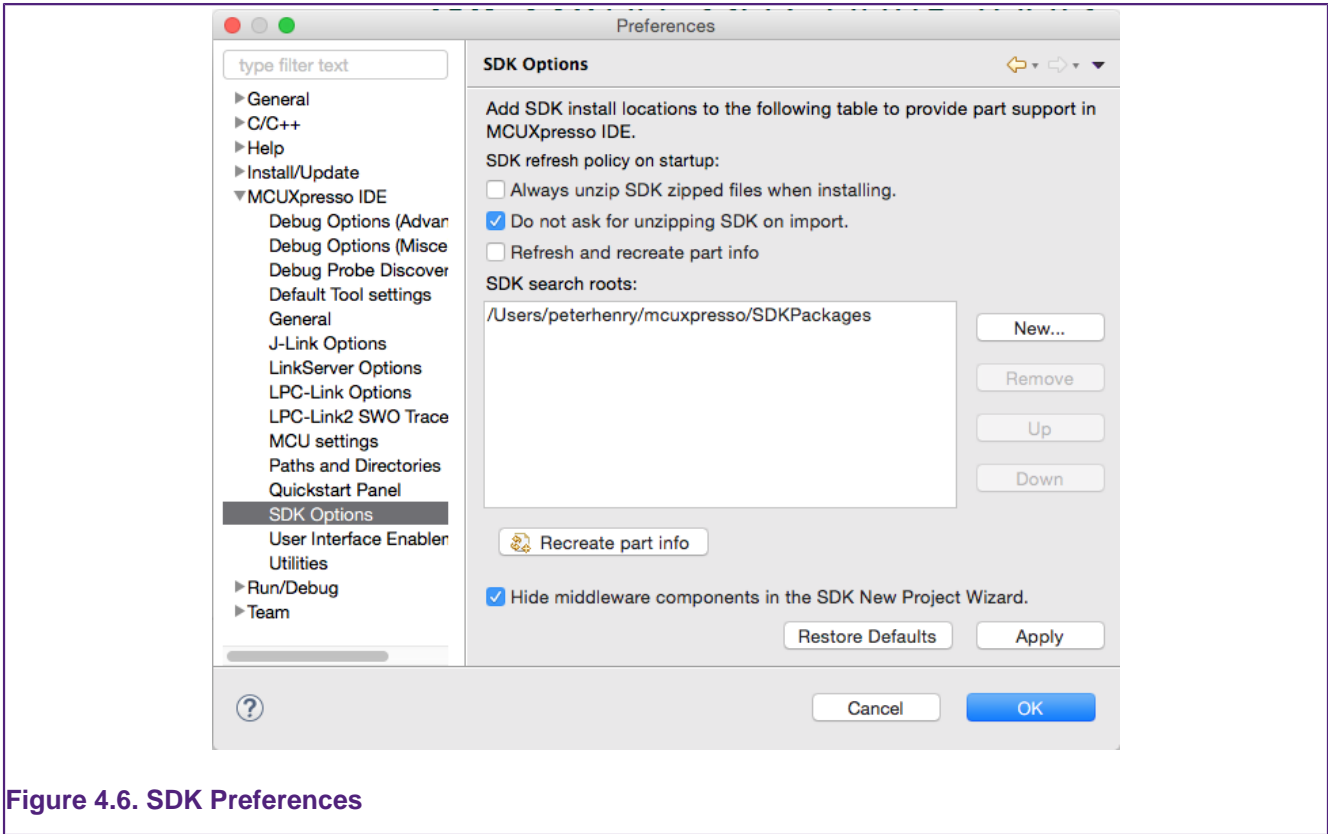 Preferences
type filter text
General
C/C++
Help
Install/Update
MCUXpresso IDE
Debug Options (Advan
Debug Options (Misce
Debug Probe Discover
Default Tool settings
General
J-Link Options
LinkServer Options
LPC-Link Options
LPC-Link2 SWO Trace
MCU settings
Paths and Directories
Quickstart Panel
SDK Options
User Interface Enablen
Utilities
Run/Debug
Team
SDK Options
Add SDK install locations to the following table to provide part support in
MCUXpresso IDE.
SDK refresh policy on startup:
Always unzip SDK zipped files when installing.
Do not ask for unzipping SDK on import.
Refresh and recreate part info
SDK search roots:
/Users/peterhenry/mcuxpresso/SDKPackages
New...
Remove
Up
Down
Recreate part info
Hide middleware components in the SDK New Project Wizard.
Restore Defaults
Apply
?
Cancel
OK
Figure 4.6. SDK Preferences